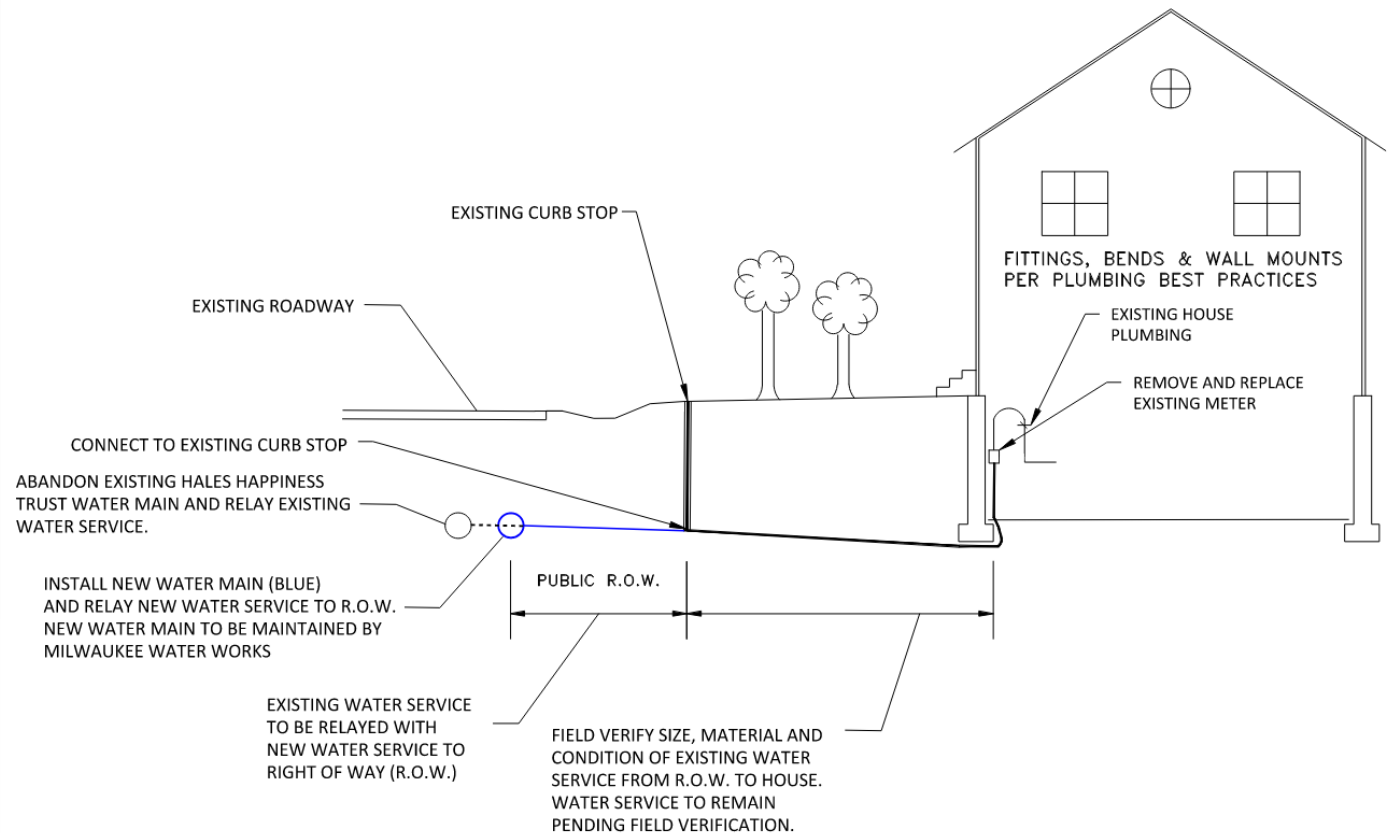 EXISTING CURB STOP
EXISTING ROADWAY
FITTINGS, BENDS & WALL MOUNTS
PER PLUMBING BEST PRACTICES
EXISTING HOUSE
PLUMBING
REMOVE AND REPLACE
EXISTING METER
CONNECT TO EXISTING CURB STOP
ABANDON EXISTING HALES HAPPINESS
TRUST WATER MAIN AND RELAY EXISTING
WATER SERVICE.
INSTALL NEW WATER MAIN (BLUE)
AND RELAY NEW WATER SERVICE TO R.O.W.
NEW WATER MAIN TO BE MAINTAINED BY
MILWAUKEE WATER WORKS
PUBLIC R.O.W.
EXISTING WATER SERVICE
TO BE RELAYED WITH
NEW WATER SERVICE TO
RIGHT OF WAY (R.O.W.)
FIELD VERIFY SIZE, MATERIAL AND
CONDITION OF EXISTING WATER
SERVICE FROM R.O.W. TO HOUSE.
WATER SERVICE TO REMAIN
PENDING FIELD VERIFICATION.